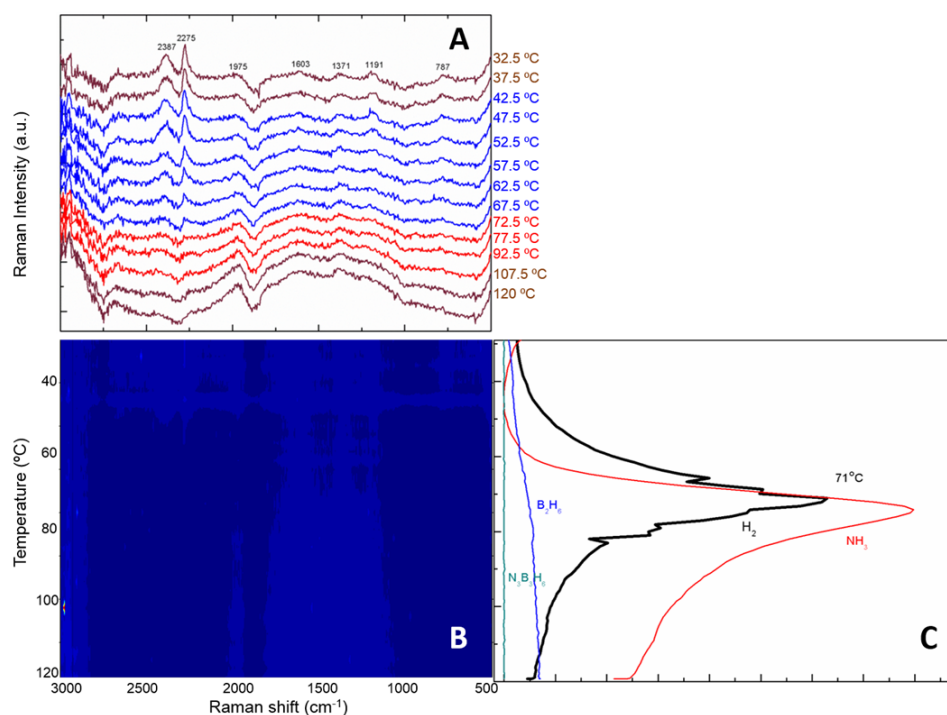 A
2387
2275
1975
1603
1371
1191
787
Raman Intensity (a.u.)
32.5 ºC
37.5 ºC
42.5 ºC
47.5 ºC
52.5 ºC
57.5 ºC
62.5 ºC
67.5 ºC
72.5 ºC
77.5 ºC
92.5 ºC
107.5 ºC
120 ºC
Temperature (ºC)
40
60
80
100
120
B
3000
2500
2000
1500
1000
500
Raman shift (cm⁻¹)
71°C
B₂H₆
H₂
NH₃
N₃B₃H₆
C